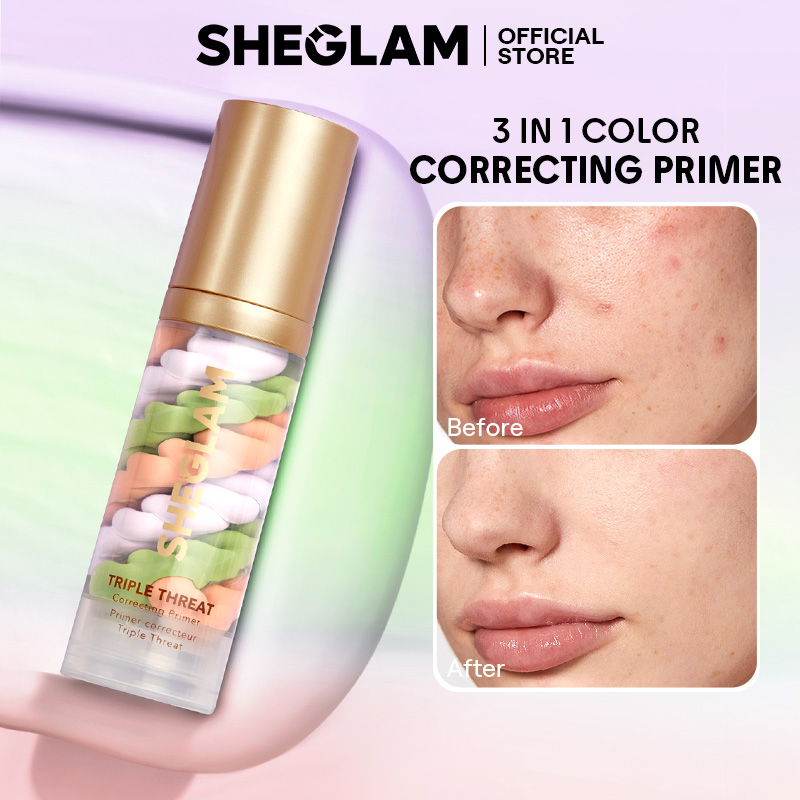 SHEGLAM
OFFICIAL
STORE
3 IN 1 COLOR
CORRECTING PRIMER
SHEGLAM
TRIPLE THREAT
Correcting Primer
Primer correcteur
Triple Threat
Before
After